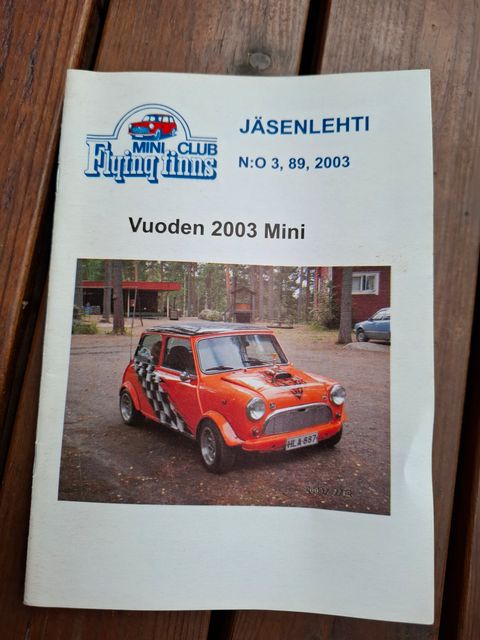 MINI CLUB
Flying finns
JÄSENLEHTI
N:O 3, 89, 2003
Vuoden 2003 Mini
HLA-887